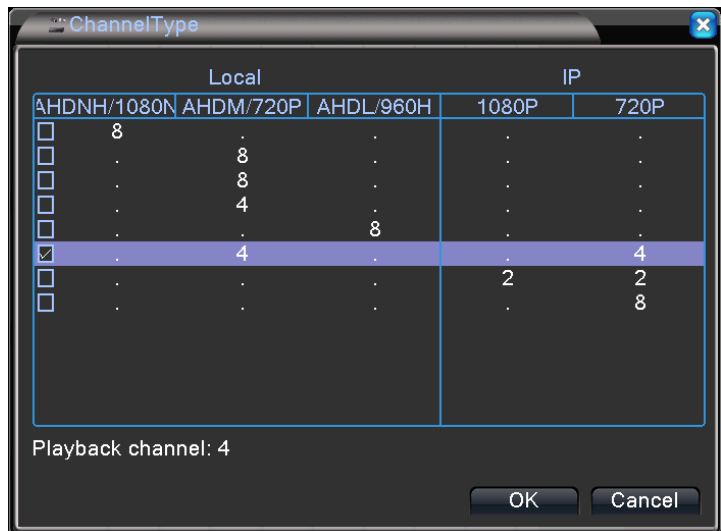 ChannelType
Local IP
AHDNH/1080N AHDM/720P AHDL/960H 1080P 720P
8 . . . .
. 8 . . .
. 8 . . .
. 4 . . .
. . 8 . .
. 4 . . 4
. . . 2 2
. . . . 8
Playback channel: 4
OK Cancel